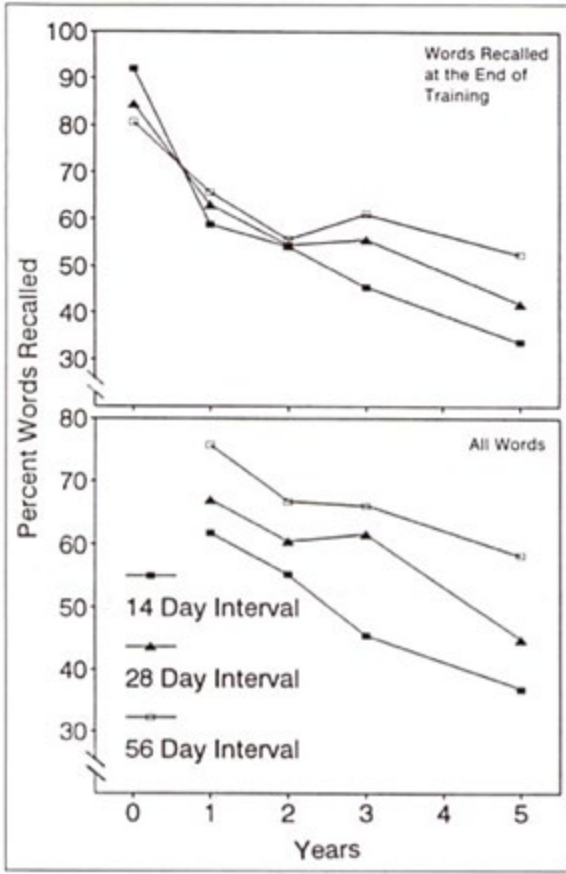 Words Recalled
at the End of
Training
100
90
80
70
60
50
40
30
Percent Words Recalled
All Words
80
70
60
50
40
30
14 Day Interval
28 Day Interval
56 Day Interval
0 1 2 3 4 5
Years